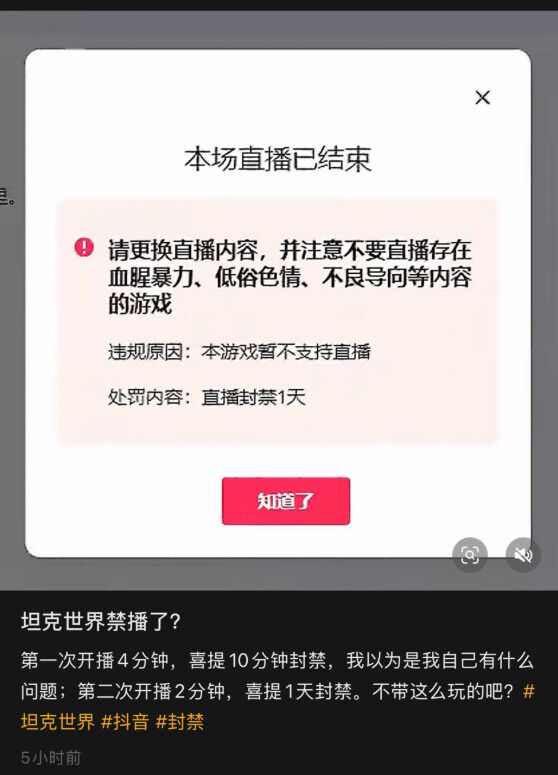 本场直播已结束
里。
请更换直播内容，并注意不要直播存在
血腥暴力、低俗色情、不良导向等内容
的游戏
违规原因：本游戏暂不支持直播
处罚内容：直播封禁1天
知道了
坦克世界禁播了?
第一次开播4分钟，喜提10分钟封禁，我以为是我自己有什么
问题；第二次开播2分钟，喜提1天封禁。不带这么玩的吧？#
坦克世界 #抖音 #封禁
5小时前